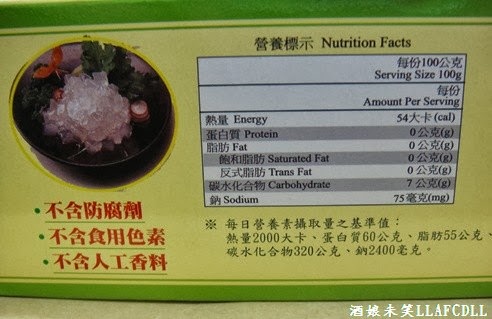 營養標示 Nutrition Facts
每份100公克
Serving Size 100g
每份
Amount Per Serving
熱量 Energy 54大卡(cal)
蛋白質 Protein 0公克(g)
脂肪 Fat 0公克(g)
飽和脂肪 Saturated Fat 0公克(g)
反式脂肪 Trans Fat 0公克(g)
碳水化合物 Carbohydrate 7公克(g)
鈉 Sodium 75毫克(mg)
※ 每日營養素攝取量之基準值：
熱量2000大卡、蛋白質60公克、脂肪55公克、
碳水化合物320公克、鈉2400毫克。
•不含防腐劑
•不含食用色素
•不含人工香料
酒娘未笑LLAFCDLL